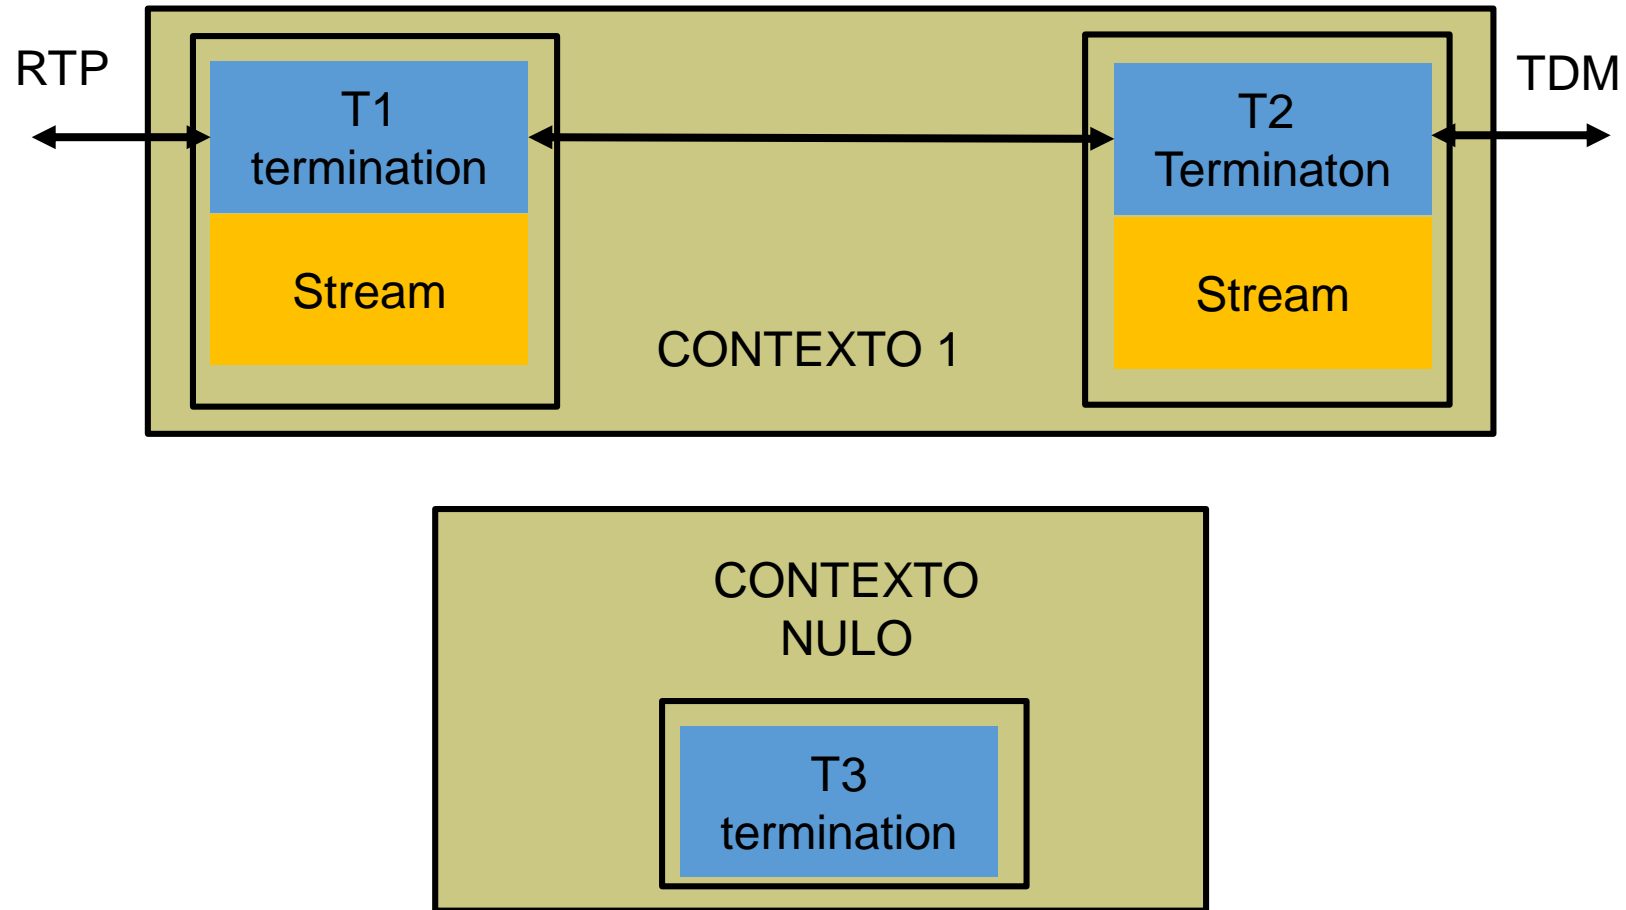 RTP
T1
termination
Stream
CONTEXTO 1
T2
Terminaton
Stream
TDM
CONTEXTO
NULO
T3
termination